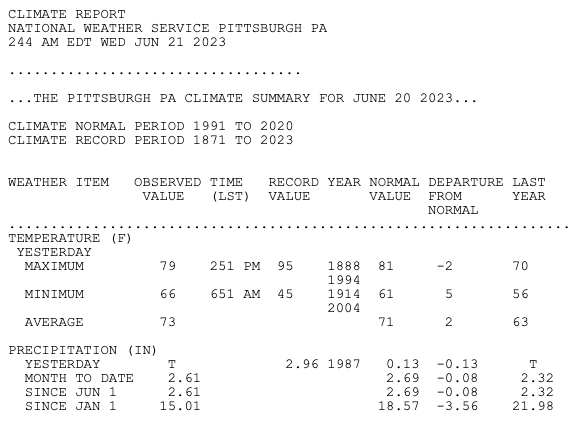 CLIMATE REPORT
NATIONAL WEATHER SERVICE PITTSBURGH PA
244 AM EDT WED JUN 21 2023
...................................
...THE PITTSBURGH PA CLIMATE SUMMARY FOR JUNE 20 2023...
CLIMATE NORMAL PERIOD 1991 TO 2020
CLIMATE RECORD PERIOD 1871 TO 2023
WEATHER ITEM   OBSERVED TIME   RECORD YEAR NORMAL DEPARTURE LAST
                VALUE   (LST)  VALUE       VALUE  FROM      YEAR
                                                  NORMAL
..................................................................
TEMPERATURE (F)
 YESTERDAY
  MAXIMUM         79    251 PM  95    1888  81     -2       70
                                      1994
  MINIMUM         66    651 AM  45    1914  61      5       56
                                      2004
  AVERAGE         73                        71      2       63
PRECIPITATION (IN)
  YESTERDAY        T             2.96 1987   0.13  -0.13      T
  MONTH TO DATE    2.61                      2.69  -0.08     2.32
  SINCE JUN 1      2.61                      2.69  -0.08     2.32
  SINCE JAN 1     15.01                     18.57  -3.56    21.98